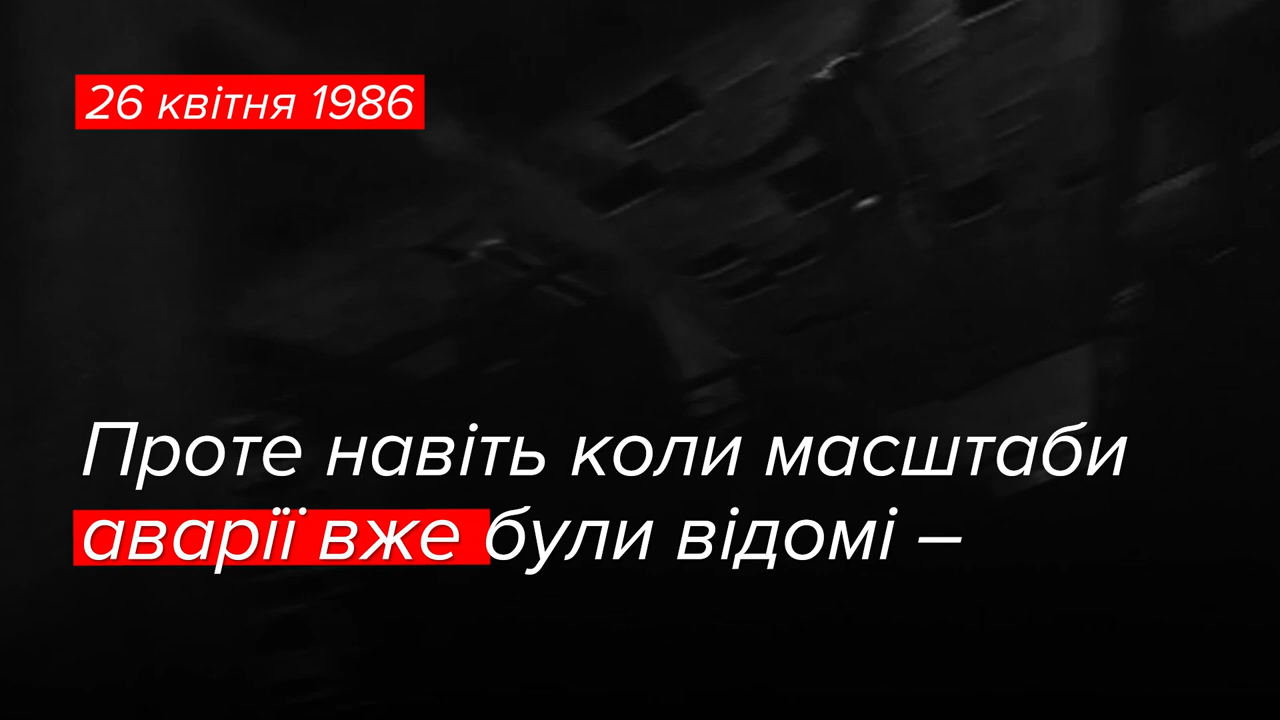 26 квітня 1986
Проте навіть коли масштаби
аварії вже були відомі –